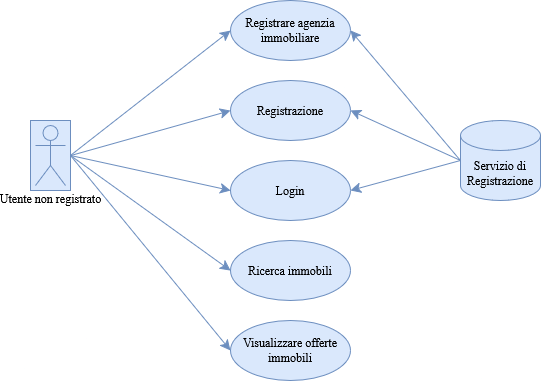 Registrare agenzia
immobiliare
Registrazione
Utente non registrato
Servizio di
Registrazione
Login
Ricerca immobili
Visualizzare offerte
immobili